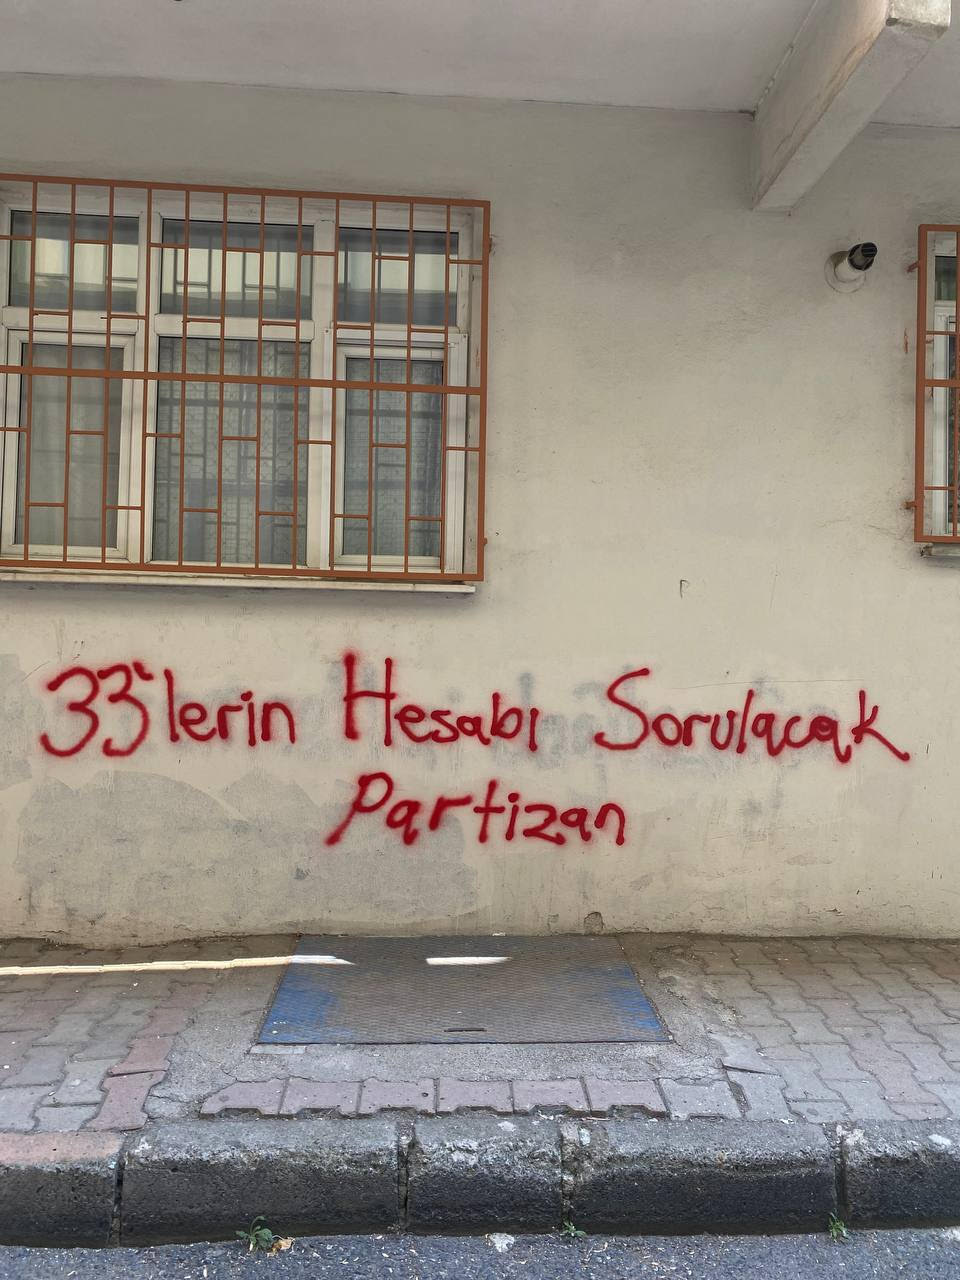 33'lerin Hesabı Sorulacak
Partizan